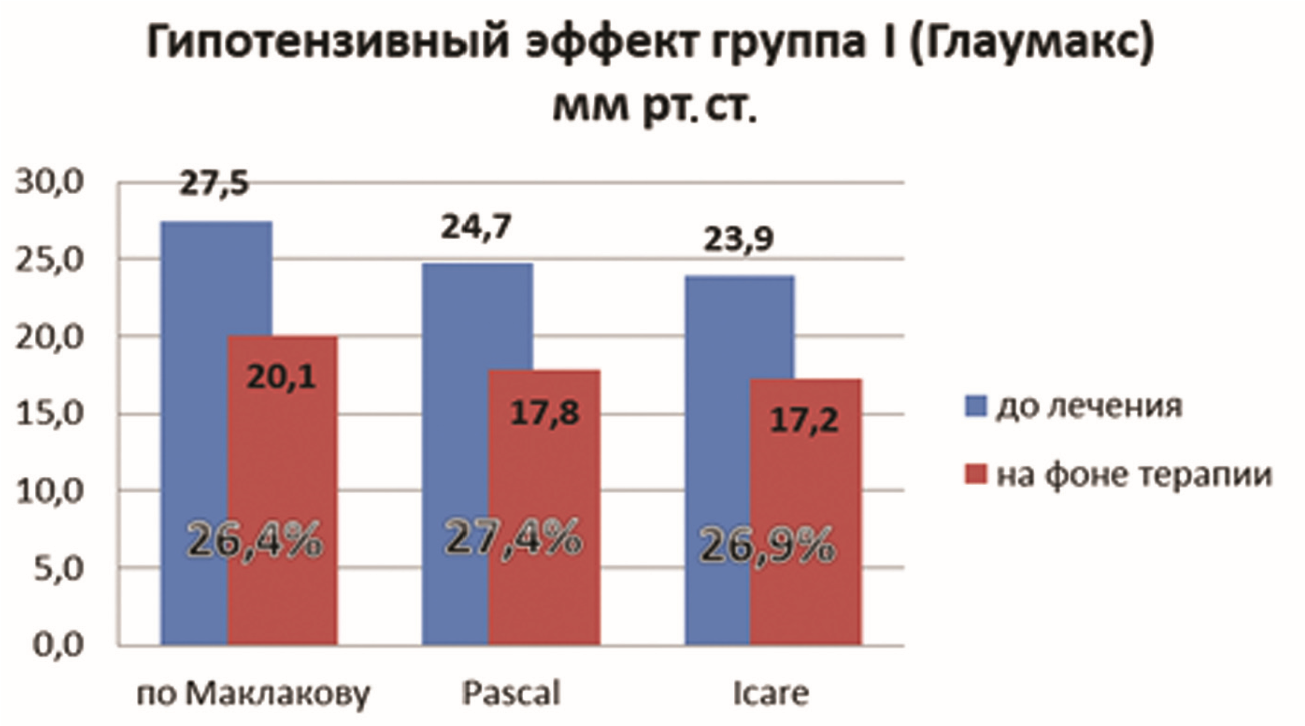 Гипотензивный эффект группа I (Глаумакс)
мм рт. ст.
30,0
25,0
20,0
15,0
10,0
5,0
0,0
27,5
20,1
26,4%
24,7
17,8
27,4%
23,9
17,2
26,9%
по Маклакову
Pascal
Icare
до лечения
на фоне терапии